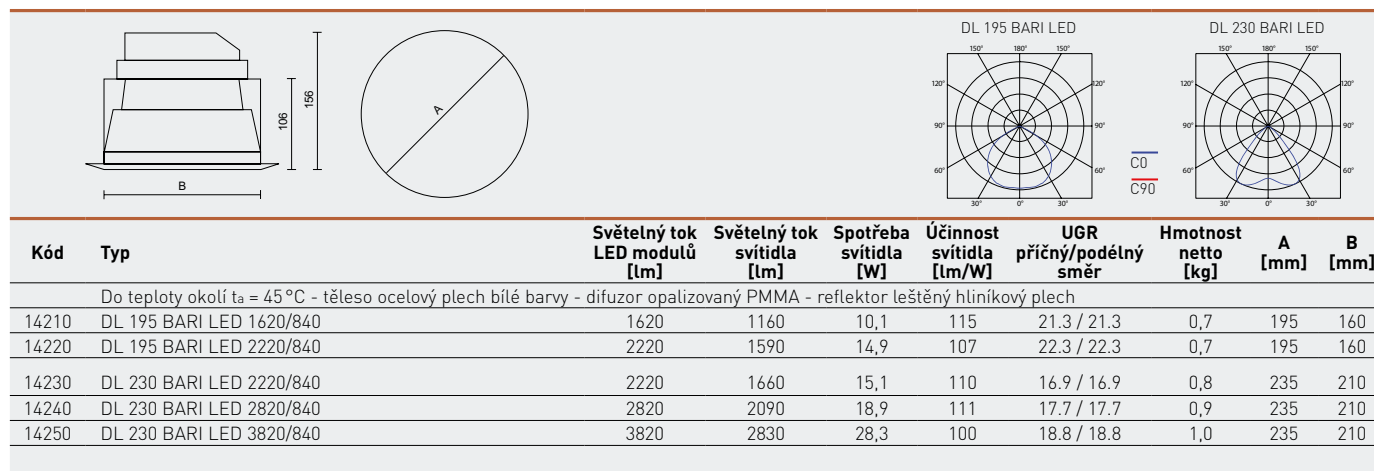 DL 195 BARI LED
DL 230 BARI LED
150° 180° 150°
150° 180° 150°
120° 120°
120° 120°
90° 90°
90° 90°
60° 60°
60° 60°
30° 0° 30°
30° 0° 30°
C0
C90
106
156
A
B
Kód Typ Světelný tok LED modulů [lm] Světelný tok svítidla [lm] Spotřeba svítidla [W] Účinnost svítidla [lm/W] UGR příčný/podélný směr Hmotnost netto [kg] A [mm] B [mm]
Do teploty okolí ta = 45°C - těleso ocelový plech bílé barvy - difuzor opalizovaný PMMA - reflektor leštěný hliníkový plech
14210 DL 195 BARI LED 1620/840 1620 1160 10,1 115 21.3 / 21.3 0,7 195 160
14220 DL 195 BARI LED 2220/840 2220 1590 14,9 107 22.3 / 22.3 0,7 195 160
14230 DL 230 BARI LED 2220/840 2220 1660 15,1 110 16.9 / 16.9 0,8 235 210
14240 DL 230 BARI LED 2820/840 2820 2090 18,9 111 17.7 / 17.7 0,9 235 210
14250 DL 230 BARI LED 3820/840 3820 2830 28,3 100 18.8 / 18.8 1,0 235 210